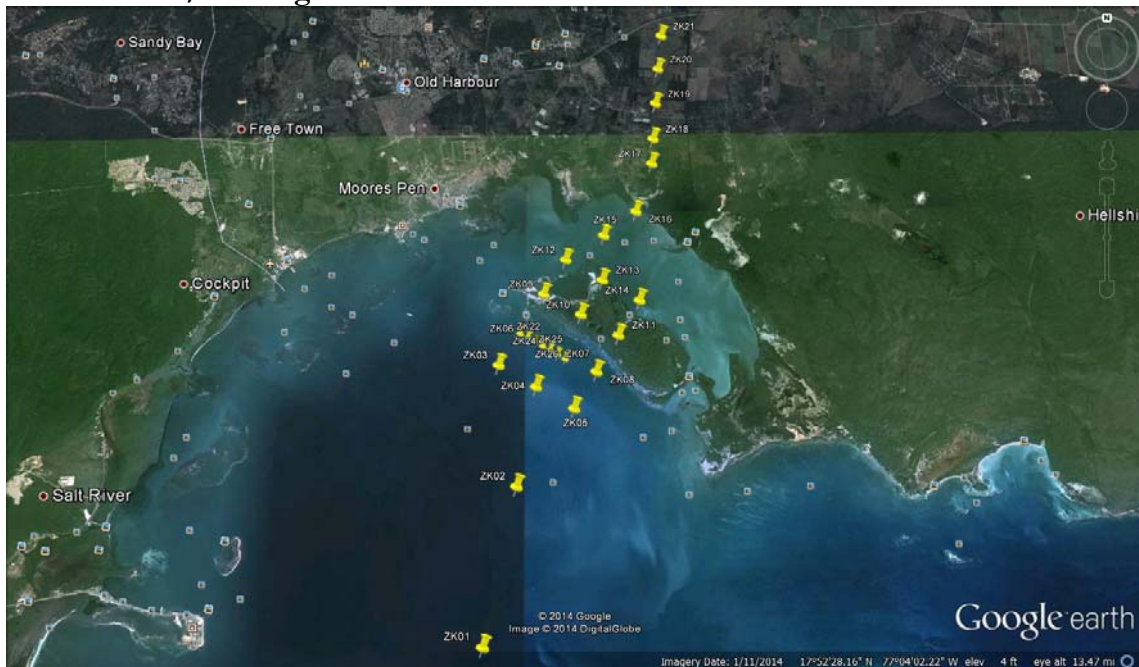 ZK21
Sandy Bay
ZK20
Old Harbour
ZK19
Free Town
ZK18
ZK17
Moores Pen
ZK16
Hellshi
ZK15
ZK12
ZK13
Cockpit
ZK14
ZK10
ZK22
ZK06
ZK11
ZK24
ZK25
ZK26
ZK07
ZK03
ZK08
ZK04
ZK02
Salt River
© 2014 Google
Image © 2014 DigitalGlobe
Google earth
ZK01
Imagery Date: 1/11/2014 17°52'28.16" N 77°04'02.22" W elev 4 ft eye alt 13.47 mi